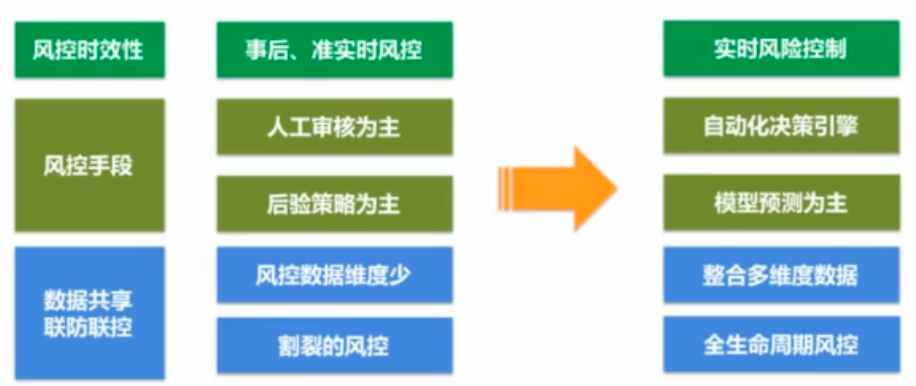 风控时效性
事后、准实时风控
实时风险控制
风控手段
人工审核为主
自动化决策引擎
后验策略为主
模型预测为主
数据共享
联防联控
风控数据维度少
整合多维度数据
割裂的风控
全生命周期风控